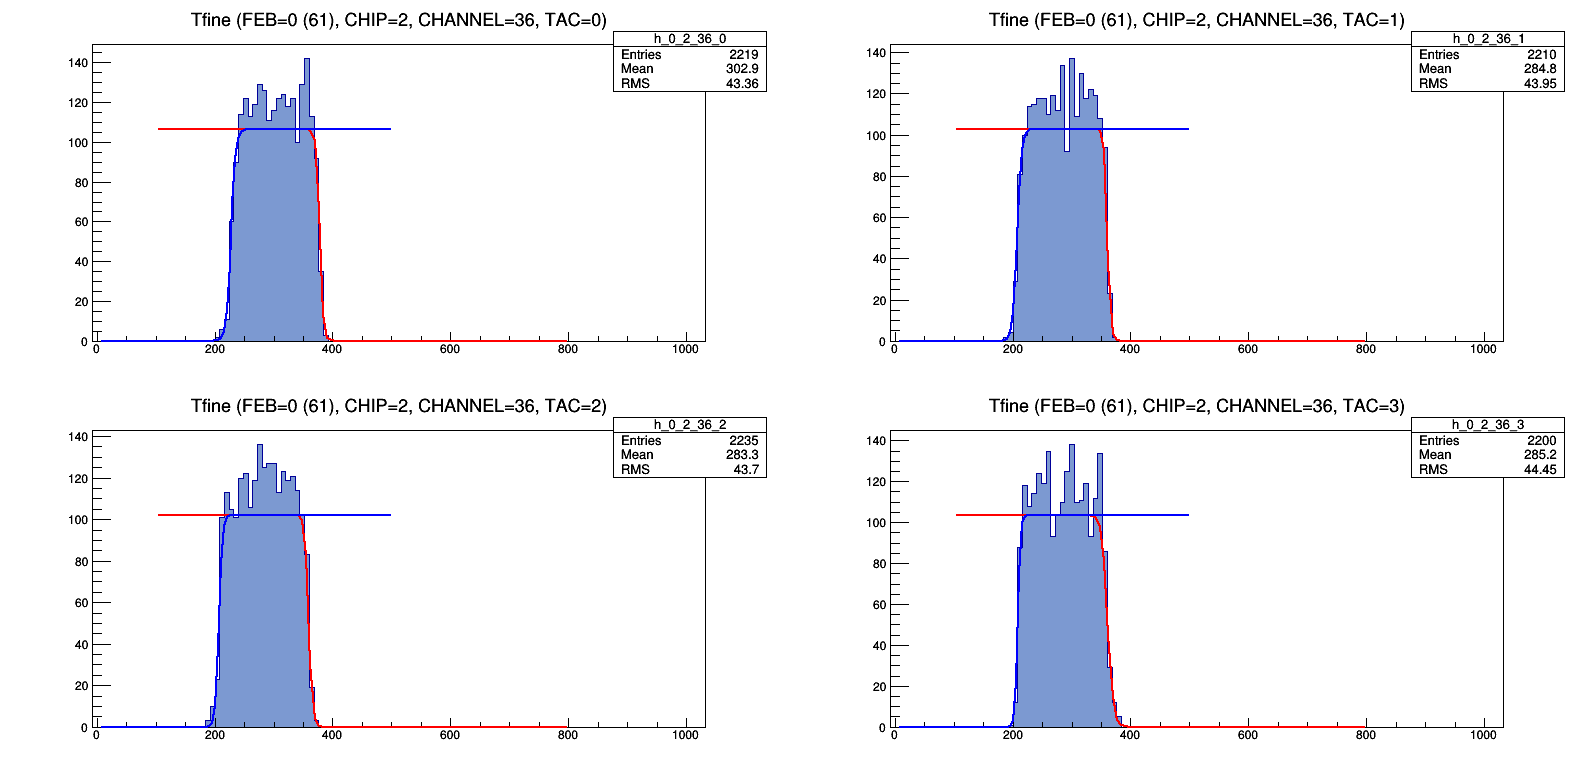 Tfine (FEB=0 (61), CHIP=2, CHANNEL=36, TAC=0)
h_0_2_36_0
Entries 2219
Mean 302.9
RMS 43.36
140
120
100
80
60
40
20
0
0 200 400 600 800 1000
Tfine (FEB=0 (61), CHIP=2, CHANNEL=36, TAC=1)
h_0_2_36_1
Entries 2210
Mean 284.8
RMS 43.95
140
120
100
80
60
40
20
0
0 200 400 600 800 1000
Tfine (FEB=0 (61), CHIP=2, CHANNEL=36, TAC=2)
h_0_2_36_2
Entries 2235
Mean 283.3
RMS 43.7
140
120
100
80
60
40
20
0
0 200 400 600 800 1000
Tfine (FEB=0 (61), CHIP=2, CHANNEL=36, TAC=3)
h_0_2_36_3
Entries 2200
Mean 285.2
RMS 44.45
140
120
100
80
60
40
20
0
0 200 400 600 800 1000